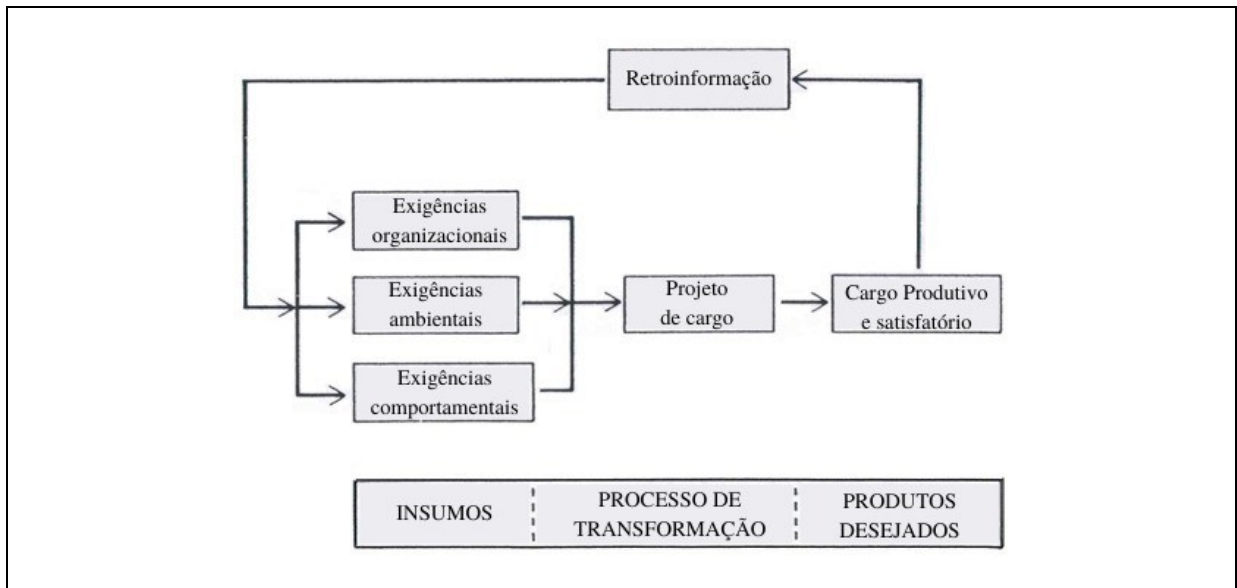 Retroinformação
Exigências
organizacionais
Exigências
ambientais
Exigências
comportamentais
Projeto
de cargo
Cargo Produtivo
e satisfatório
INSUMOS
PROCESSO DE
TRANSFORMAÇÃO
PRODUTOS
DESEJADOS